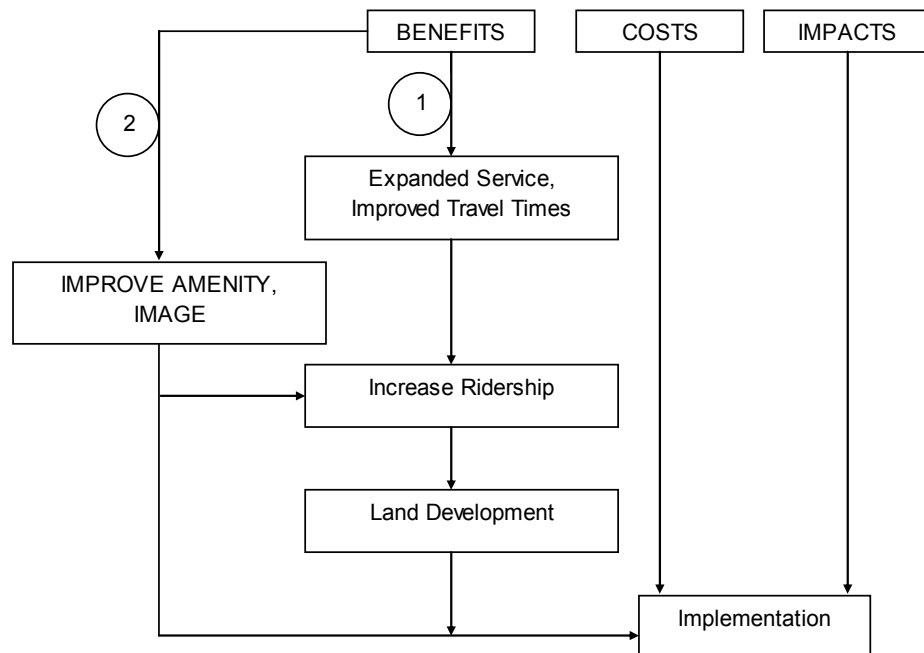 BENEFITS
COSTS
IMPACTS
1
2
Expanded Service,
Improved Travel Times
IMPROVE AMENITY,
IMAGE
Increase Ridership
Land Development
Implementation